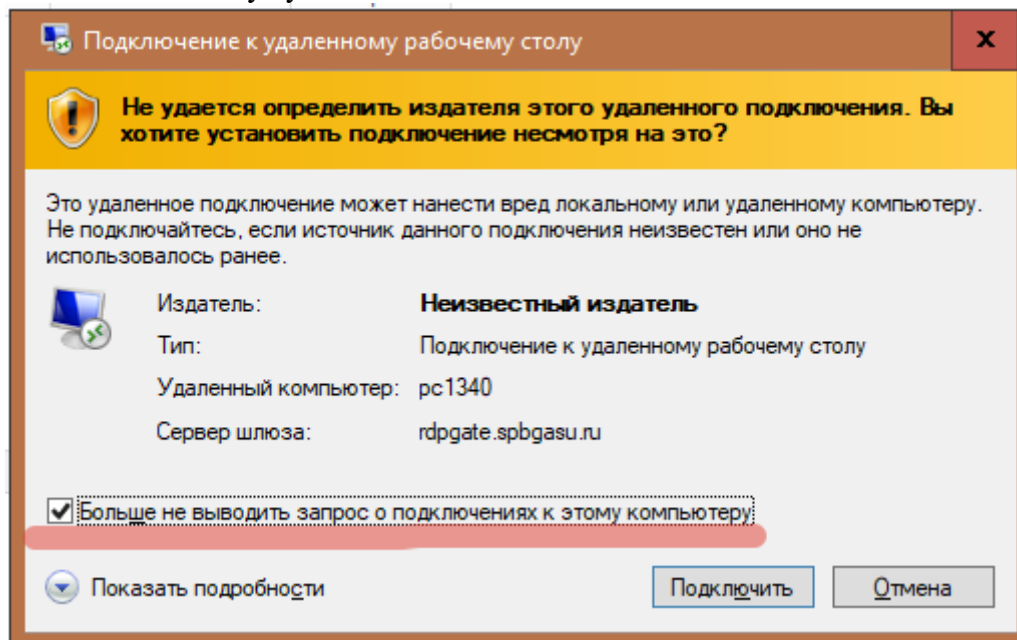 Подключение к удаленному рабочему столу
x
Не удается определить издателя этого удаленного подключения. Вы
хотите установить подключение несмотря на это?
Это удаленное подключение может нанести вред локальному или удаленному компьютеру.
Не подключайтесь, если источник данного подключения неизвестен или оно не
использовалось ранее.
Издатель: Неизвестный издатель
Тип: Подключение к удаленному рабочему столу
Удаленный компьютер: pc1340
Сервер шлюза: rdpgate.spbgasu.ru
Больше не выводить запрос о подключениях к этому компьютеру
Показать подробности Подключить Отмена